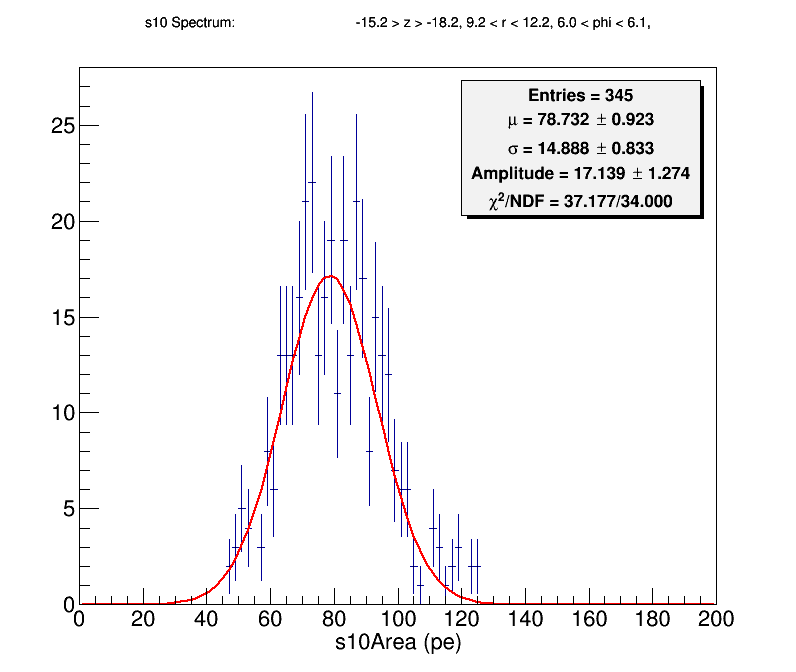 s10 Spectrum: -15.2 > z > -18.2, 9.2 < r < 12.2, 6.0 < phi < 6.1,
Entries = 345
μ = 78.732 ± 0.923
σ = 14.888 ± 0.833
Amplitude = 17.139 ± 1.274
χ²/NDF = 37.177/34.000
25
20
15
10
5
0
0 20 40 60 80 100 120 140 160 180 200
s10Area (pe)